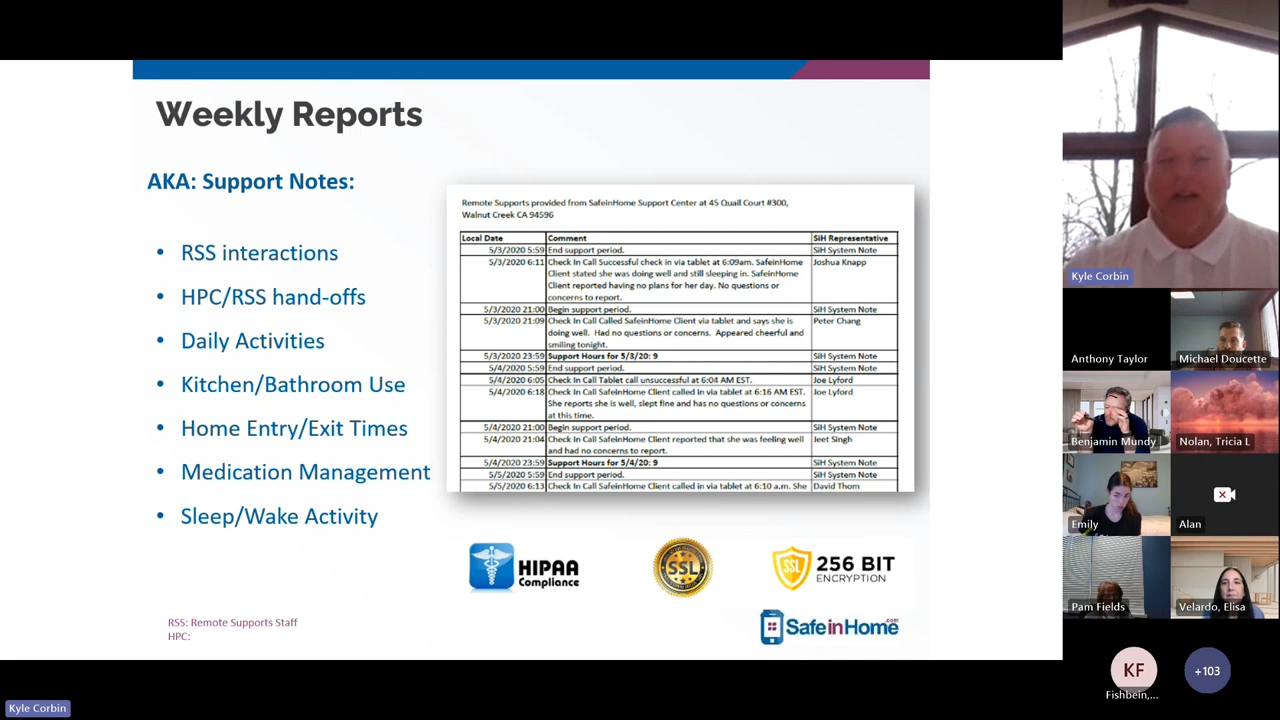 Weekly Reports
AKA: Support Notes:
• RSS interactions
• HPC/RSS hand-offs
• Daily Activities
• Kitchen/Bathroom Use
• Home Entry/Exit Times
• Medication Management
• Sleep/Wake Activity
RSS: Remote Supports Staff
HPC:
Remote Supports provided from SafeinHome Support Center at 45 Quail Court #300,
Walnut Creek CA 94596
Local Date Comment SiH Representative
5/3/2020 5:59 End support period. SiH System Note
5/3/2020 6:11 Check In Call Successful check in via tablet at 6:09am. SafeinHome Joshua Knapp
Client stated she was doing well and still sleeping in. SafeinHome
Client reported having no plans for her day. No questions or
concerns to report.
5/3/2020 21:00 Begin support period. SiH System Note
5/3/2020 21:09 Check In Call Called SafeinHome Client via tablet and says she is Peter Chang
doing well. Had no questions or concerns. Appeared cheerful and
smiling tonight.
5/3/2020 23:59 Support Hours for 5/3/20: 9 SiH System Note
5/4/2020 5:59 End support period. SiH System Note
5/4/2020 6:05 Check In Call Tablet call unsuccessful at 6:04 AM EST. Joe Lyford
5/4/2020 6:18 Check In Call SafeinHome Client called in via tablet at 6:16 AM EST. Joe Lyford
She reports she is well, slept fine and has no questions or concerns
at this time.
5/4/2020 21:00 Begin support period. SiH System Note
5/4/2020 21:04 Check In Call SafeinHome Client reported that she was feeling well Jeet Singh
and had no concerns to report.
5/4/2020 23:59 Support Hours for 5/4/20: 9 SiH System Note
5/5/2020 5:59 End support period. SiH System Note
5/5/2020 6:13 Check In Call SafeinHome Client called in via tablet at 6:10 a.m. She David Thom
HIPAA
Compliance
SSL
SSL
256 BIT
ENCRYPTION
SafeinHome.com
Kyle Corbin
Anthony Taylor
Michael Doucette
Benjamin Mundy
Nolan, Tricia L
Emily
Alan
Pam Fields
Velardo, Elisa
KF
Fishbein,...
+103
Kyle Corbin